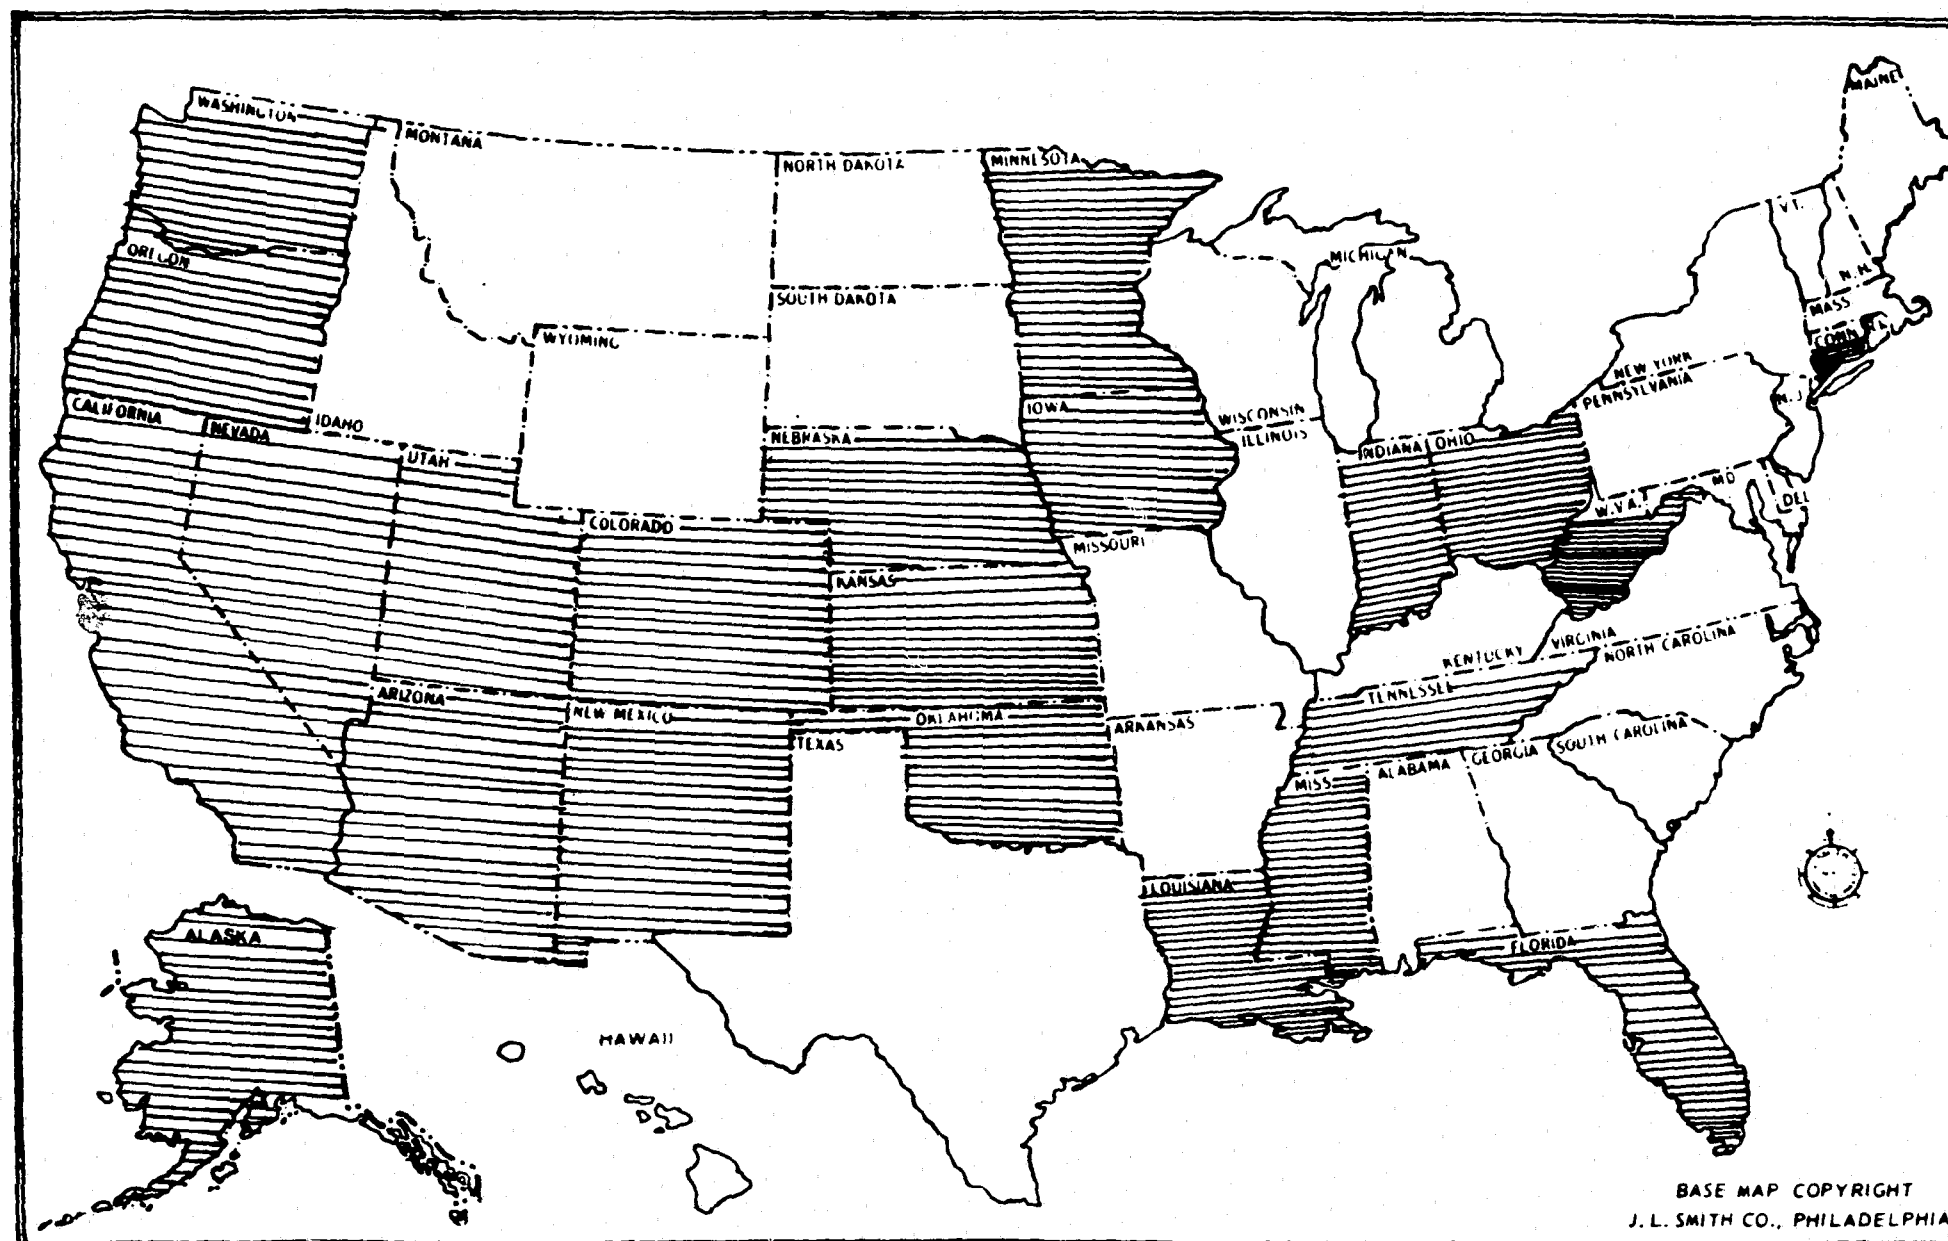 MAINE
WASHINGTON
MONTANA
NORTH DAKOTA
MINNESOTA
VT.
OREGON
MICHIGAN
N.H.
SOUTH DAKOTA
MASS
WYOMING
CONN
NEW YORK
PENNSYLVANIA
N.J.
CALIFORNIA
NEVADA
IDAHO
IOWA
WISCONSIN
ILLINOIS
NEBRASKA
UTAH
INDIANA
OHIO
MD
DEL
W.VA.
COLORADO
MISSOURI
KANSAS
VIRGINIA
KENTUCKY
NORTH CAROLINA
TENNESSEE
ARIZONA
NEW MEXICO
OKLAHOMA
ARKANSAS
TEXAS
SOUTH CAROLINA
GEORGIA
ALABAMA
MISS
LOUISIANA
FLORIDA
ALASKA
HAWAII
BASE MAP COPYRIGHT
J. L. SMITH CO., PHILADELPHIA